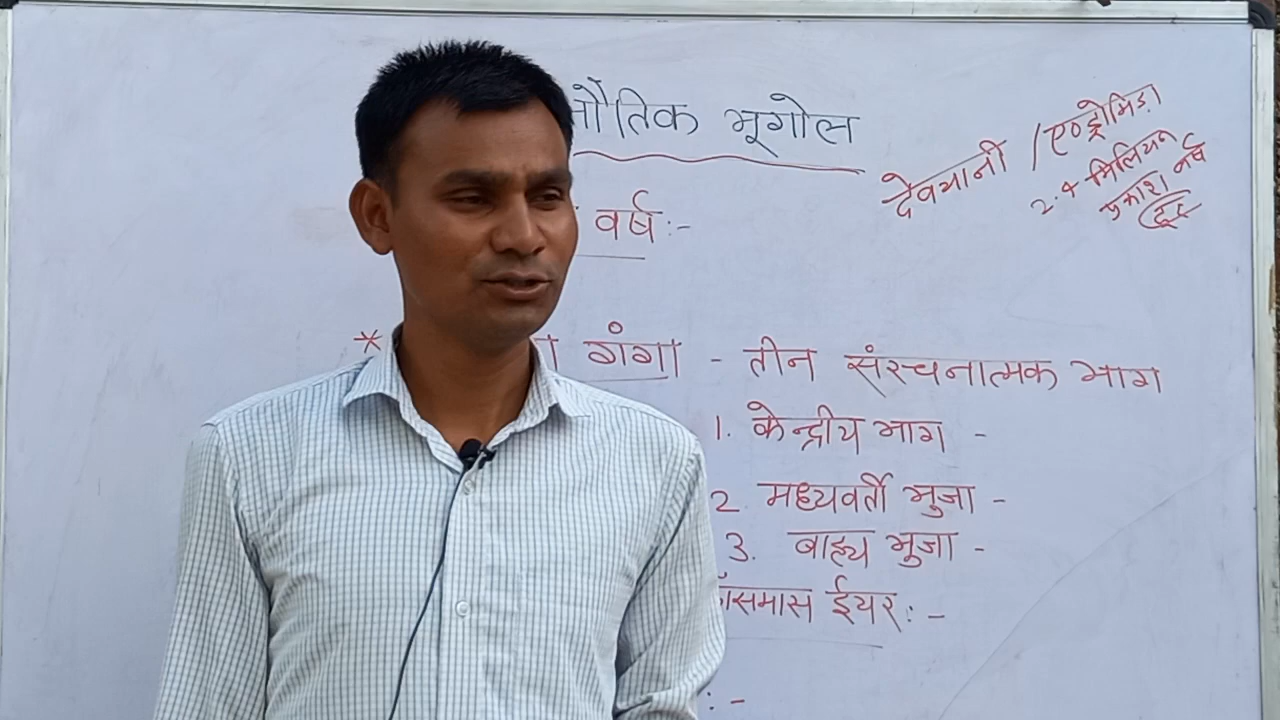 भौतिक भूगोल
देवयानी / एण्ड्रोमिडा
2.4 मिलियन
प्रकाश वर्ष
दूर
वर्ष :-
* गंगा - तीन संरचनात्मक भाग
1. केन्द्रीय भाग -
2. मध्यवर्ती भुजा -
3. बाह्य भुजा -
कॉसमास ईयर : -
: -